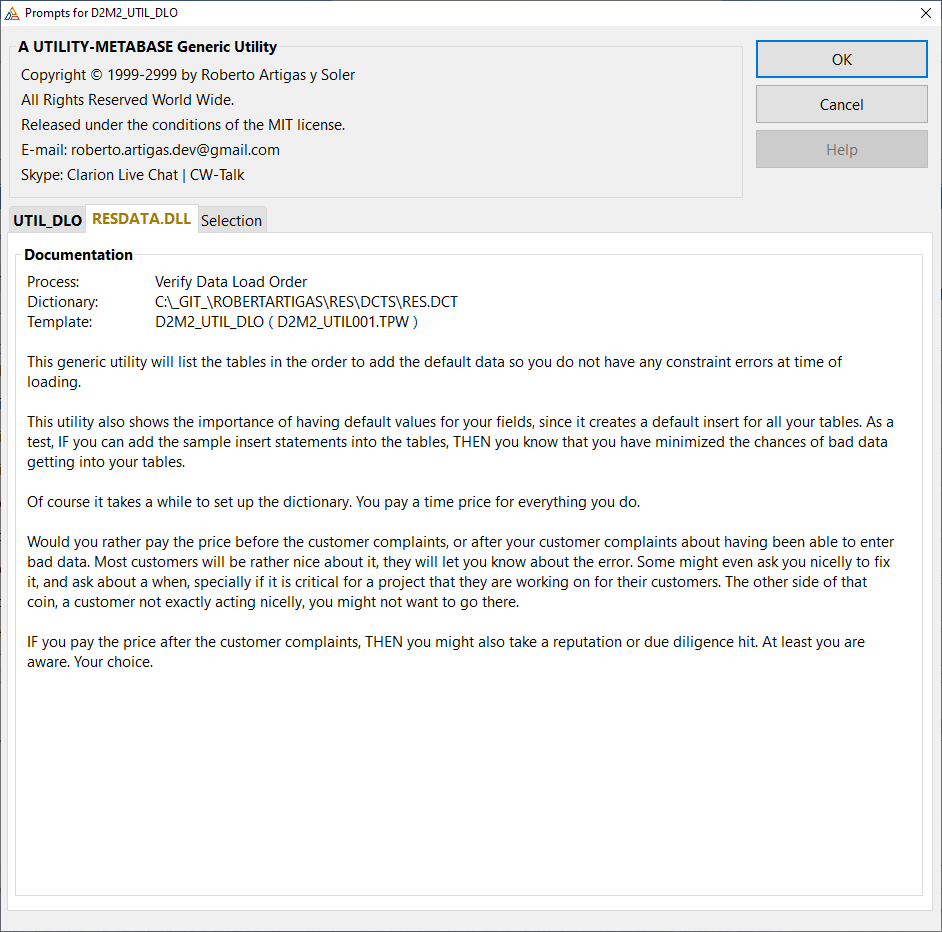 Prompts for D2M2_UTIL_DLO
A UTILITY-METABASE Generic Utility
Copyright © 1999-2999 by Roberto Artigas y Soler
All Rights Reserved World Wide.
Released under the conditions of the MIT license.
E-mail: roberto.artigas.dev@gmail.com
Skype: Clarion Live Chat | CW-Talk
OK
Cancel
Help
UTIL_DLO RESDATA.DLL Selection
Documentation
Process: Verify Data Load Order
Dictionary: C:\_GIT_\ROBERTARTIGAS\RES\DCTS\RES.DCT
Template: D2M2_UTIL_DLO ( D2M2_UTIL001.TPW )
This generic utility will list the tables in the order to add the default data so you do not have any constraint errors at time of
loading.
This utility also shows the importance of having default values for your fields, since it creates a default insert for all your tables. As a
test, IF you can add the sample insert statements into the tables, THEN you know that you have minimized the chances of bad data
getting into your tables.
Of course it takes a while to set up the dictionary. You pay a time price for everything you do.
Would you rather pay the price before the customer complaints, or after your customer complaints about having been able to enter
bad data. Most customers will be rather nice about it, they will let you know about the error. Some might even ask you nicelly to fix
it, and ask about a when, specially if it is critical for a project that they are working on for their customers. The other side of that
coin, a customer not exactly acting nicelly, you might not want to go there.
IF you pay the price after the customer complaints, THEN you might also take a reputation or due diligence hit. At least you are
aware. Your choice.